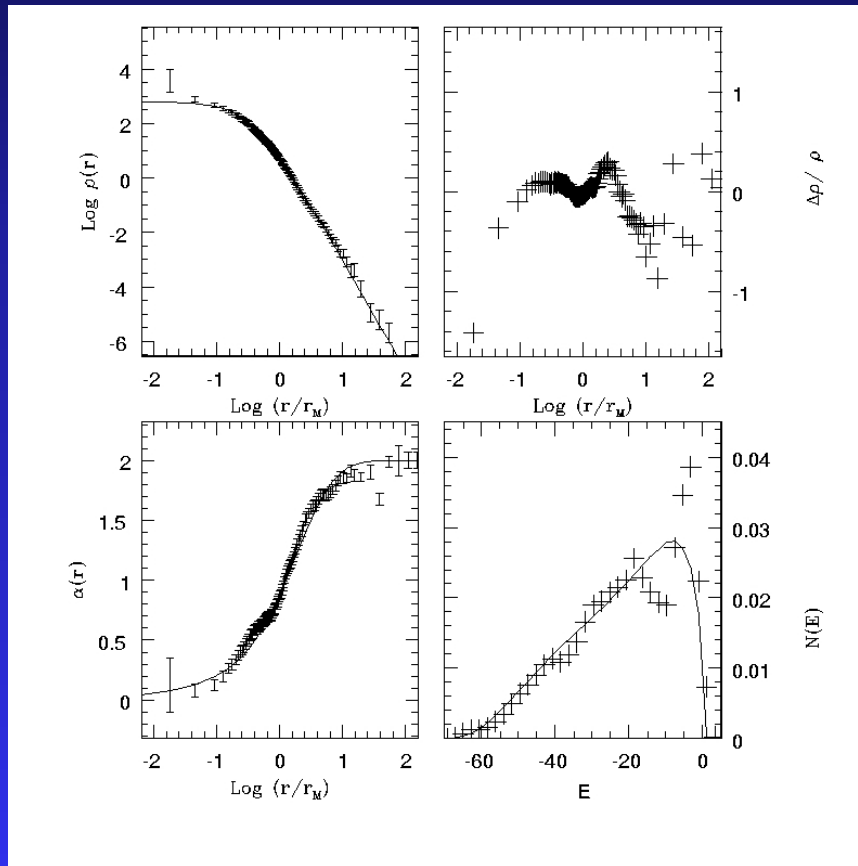 4
2
0
-2
-4
-6
Log ρ(r)
-2 -1 0 1 2
Log (r/r_M)
1
0
-1
Δρ/ ρ
-2 -1 0 1 2
Log (r/r_M)
2
1.5
1
0.5
0
α(r)
-2 -1 0 1 2
Log (r/r_M)
0.04
0.03
0.02
0.01
0
N(E)
-60 -40 -20 0
E